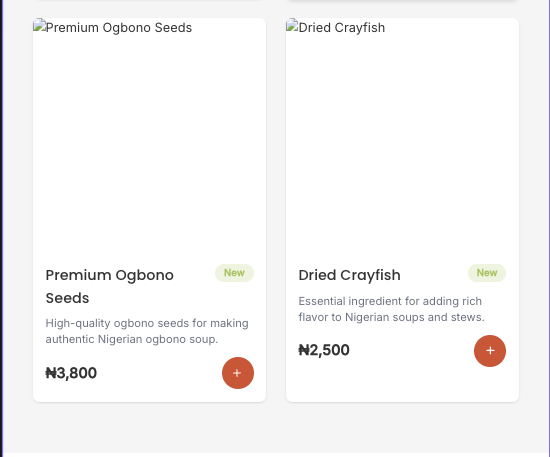 Premium Ogbono Seeds
Premium Ogbono
Seeds
New
High-quality ogbono seeds for making
authentic Nigerian ogbono soup.
₦3,800
+
Dried Crayfish
Dried Crayfish
New
Essential ingredient for adding rich
flavor to Nigerian soups and stews.
₦2,500
+